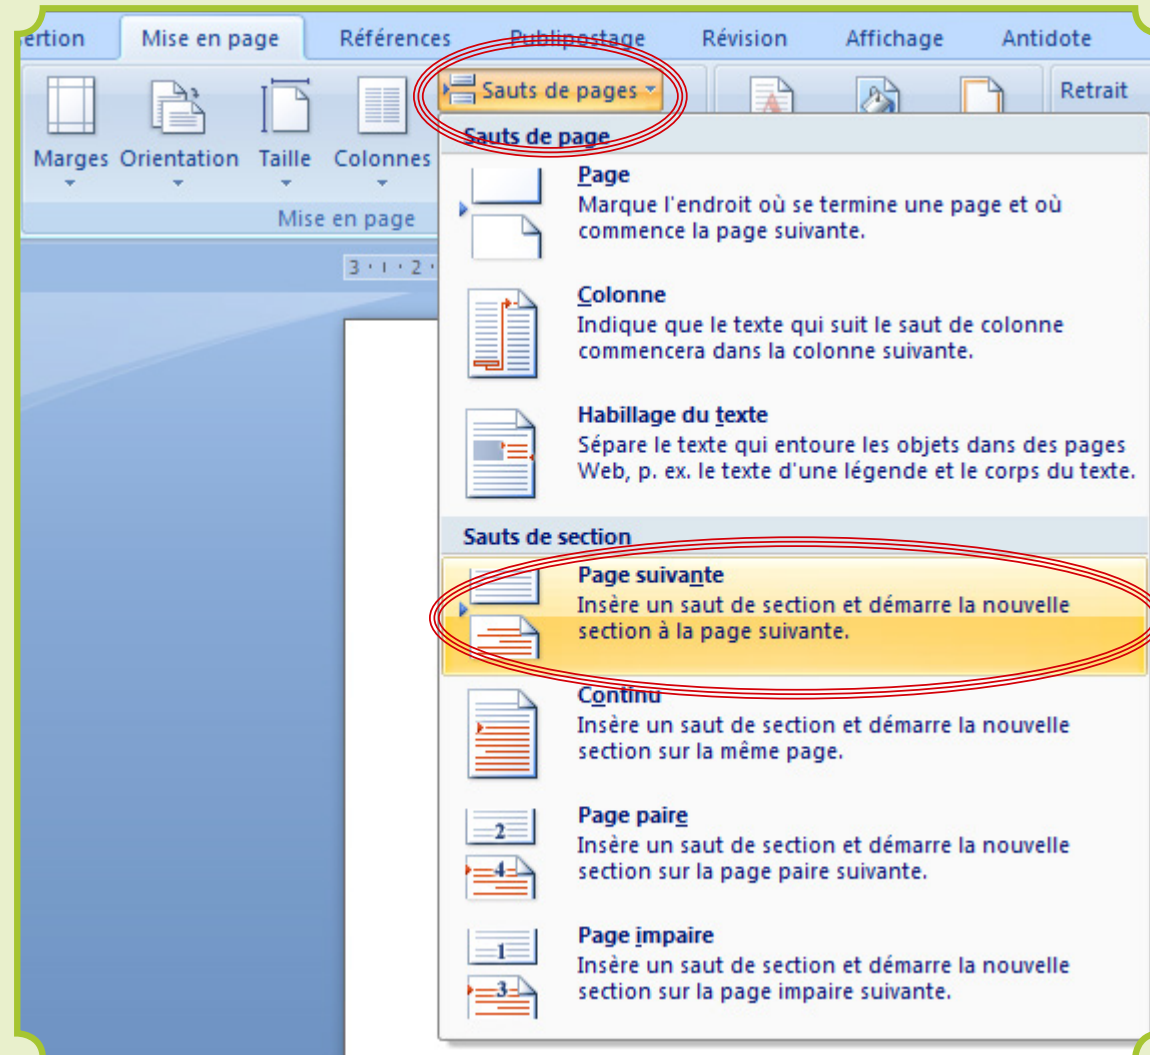 ertion Mise en page Références Publipostage Révision Affichage Antidote
Sauts de pages Retrait
Marges Orientation Taille Colonnes
Mise en page
3 · ı · 2 ·
Sauts de page
Page
Marque l'endroit où se termine une page et où
commence la page suivante.
Colonne
Indique que le texte qui suit le saut de colonne
commencera dans la colonne suivante.
Habillage du texte
Sépare le texte qui entoure les objets dans des pages
Web, p. ex. le texte d'une légende et le corps du texte.
Sauts de section
Page suivante
Insère un saut de section et démarre la nouvelle
section à la page suivante.
Continu
Insère un saut de section et démarre la nouvelle
section sur la même page.
2
4
Page paire
Insère un saut de section et démarre la nouvelle
section sur la page paire suivante.
1
3
Page impaire
Insère un saut de section et démarre la nouvelle
section sur la page impaire suivante.